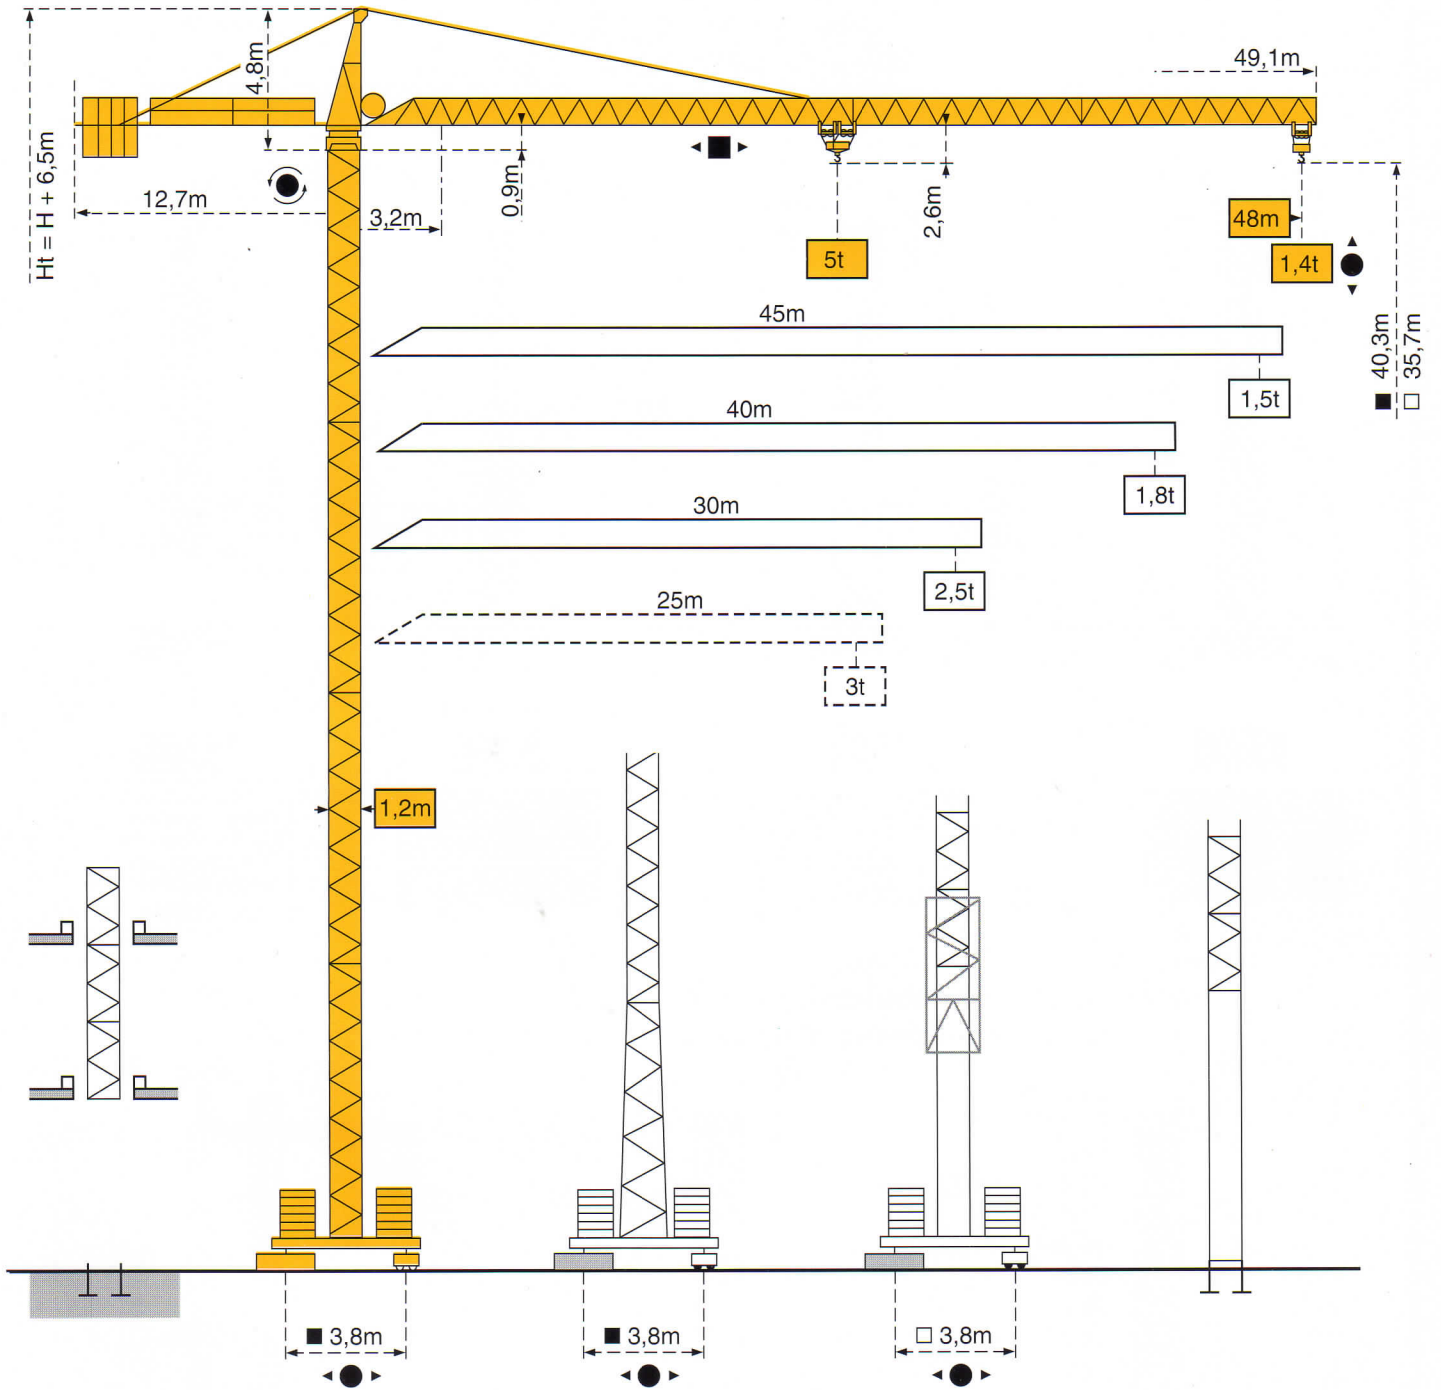 49,1m
4,8m
Ht = H + 6,5m
12,7m
3,2m
0,9m
2,6m
48m
5t
1,4t
40,3m
35,7m
45m
1,5t
40m
1,8t
30m
2,5t
25m
3t
1,2m
3,8m
3,8m
3,8m